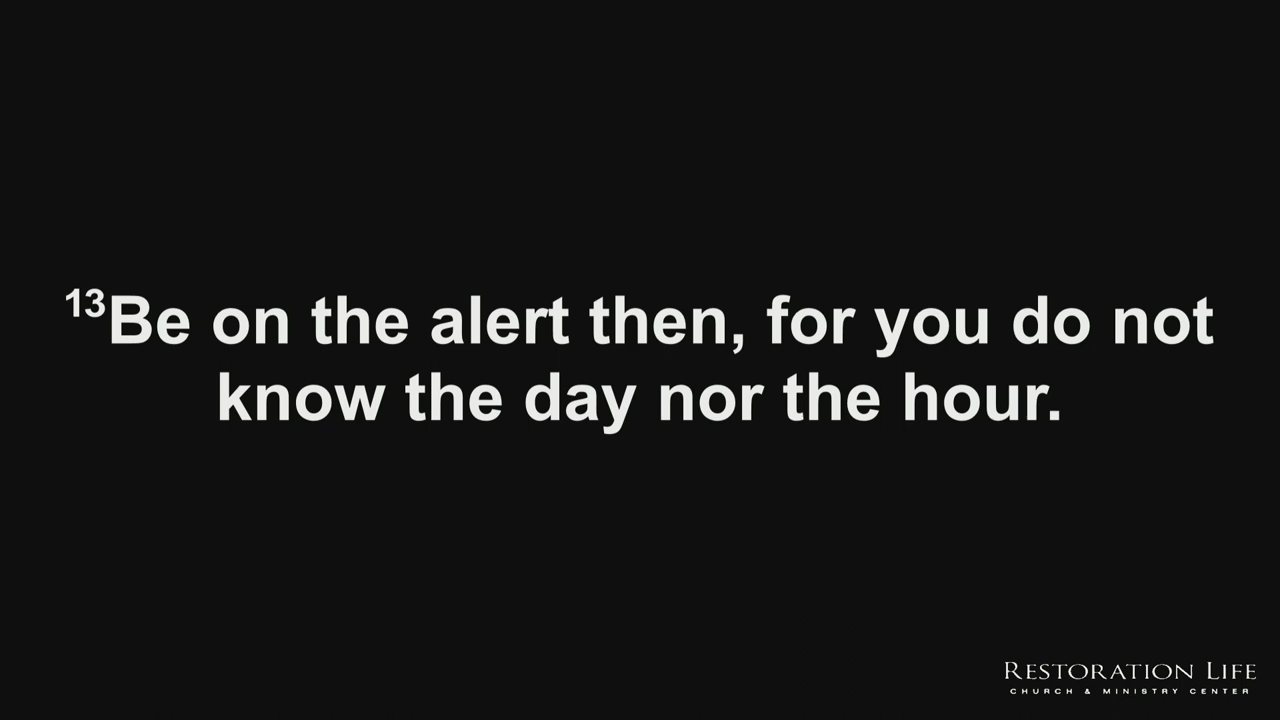 ¹³Be on the alert then, for you do not
know the day nor the hour.
RESTORATION LIFE
CHURCH & MINISTRY CENTER